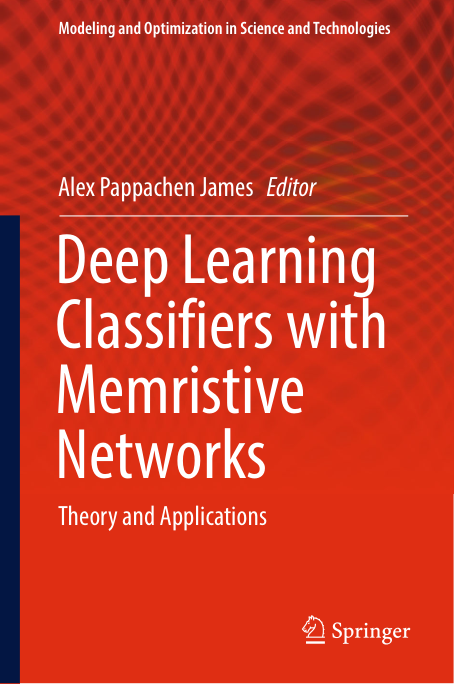 Modeling and Optimization in Science and Technologies
Alex Pappachen James Editor
Deep Learning
Classifiers with
Memristive
Networks
Theory and Applications
Springer